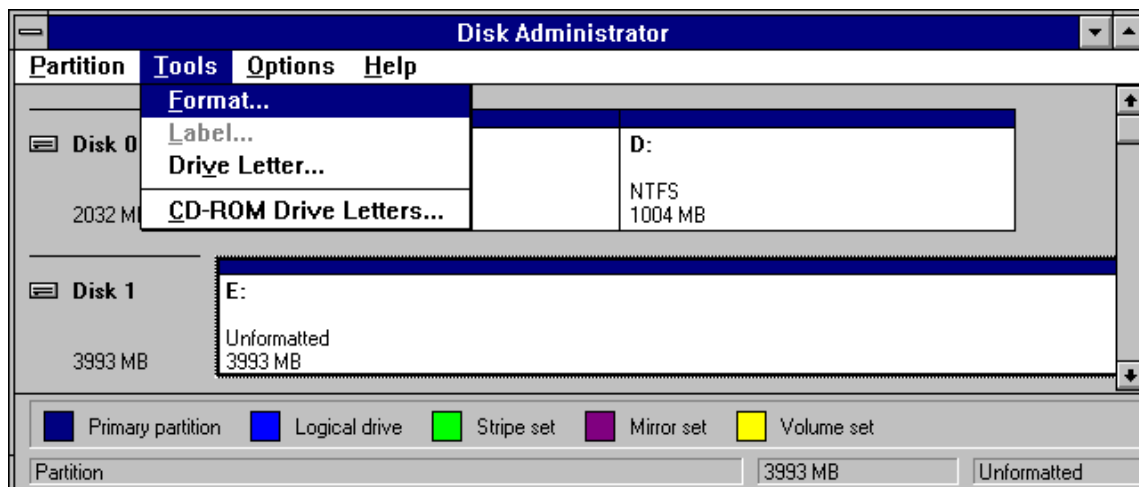 Disk Administrator
Partition Tools Options Help
Format...
Label...
Drive Letter...
CD-ROM Drive Letters...
Disk 0
2032 M
D:
NTFS
1004 MB
Disk 1
3993 MB
E:
Unformatted
3993 MB
Primary partition Logical drive Stripe set Mirror set Volume set
Partition 3993 MB Unformatted